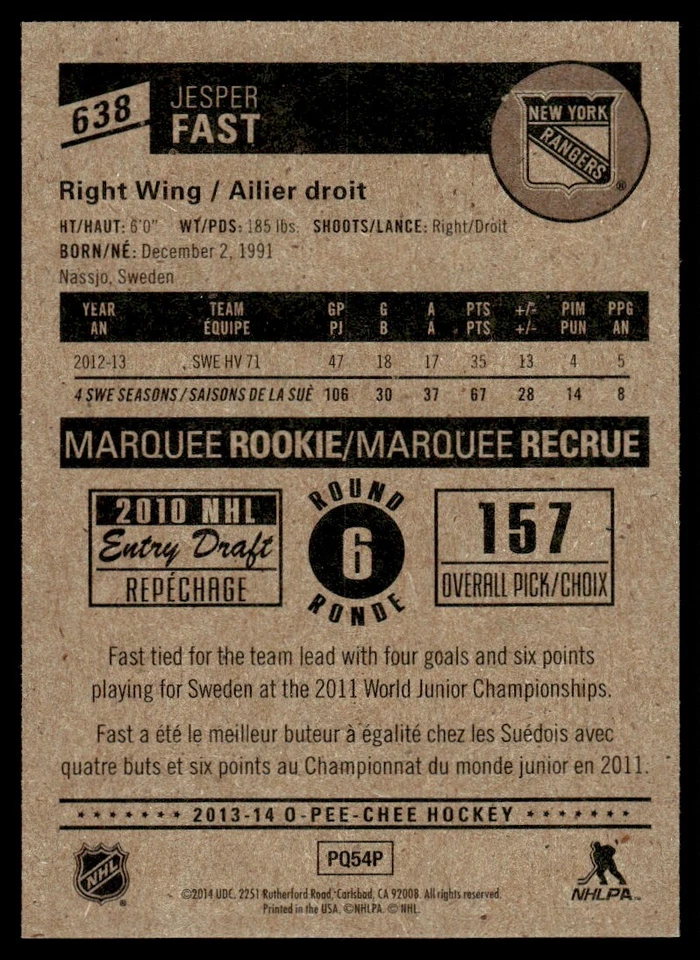 638
JESPER
FAST
NEW YORK
RANGERS
®
Right Wing / Ailier droit
HT/HAUT: 6'0" WT/PDS: 185 lbs. SHOOTS/LANCE: Right/Droit
BORN/NÉ: December 2, 1991
Nassjo, Sweden
YEAR TEAM GP G A PTS +/- PIM PPG
AN ÉQUIPE PJ B A PTS +/- PUN AN
2012-13 SWE HV 71 47 18 17 35 13 4 5
4 SWE SEASONS/SAISONS DE LA SUÈ 106 30 37 67 28 14 8
MARQUEE ROOKIE/MARQUEE RECRUE
2010 NHL
Entry Draft
REPÉCHAGE
ROUND
6
RONDE
157
OVERALL PICK/CHOIX
Fast tied for the team lead with four goals and six points
playing for Sweden at the 2011 World Junior Championships.
Fast a été le meilleur buteur à égalité chez les Suédois avec
quatre buts et six points au Championnat du monde junior en 2011.
2013-14 O-PEE-CHEE HOCKEY
NHL
®
PQ54P
NHLPA™
©2014 UDC. 2251 Rutherford Road, Carlsbad, CA 92008. All rights reserved.
Printed in the USA. ©NHLPA. © NHL.